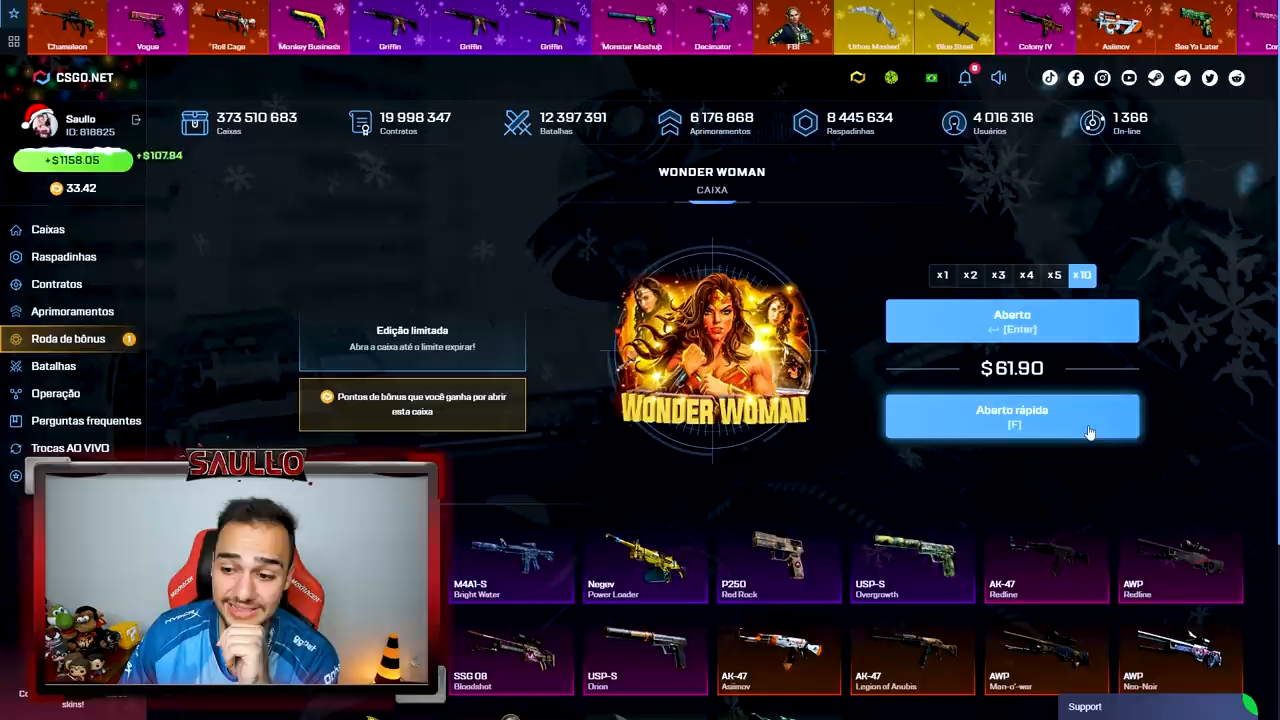 Chameleon
Vogue
Roll Cage
Monkey Business
Griffin
Griffin
Griffin
Monster Mashup
Decimator
FBI
Urban Masked
Blue Steel
Colony IV
Asiimov
See Ya Later
CSGO.NET
Saullo
ID: 818825
+$1158.05
+$107.84
33.42
373 510 683
Caixas
19 998 347
Contratos
12 397 391
Batalhas
6 176 868
Aprimoramentos
8 445 634
Raspadinhas
4 016 316
Usuários
1 366
On-line
WONDER WOMAN
CAIXA
Caixas
Raspadinhas
Contratos
Aprimoramentos
Roda de bônus
1
Batalhas
Operação
Perguntas frequentes
Trocas AO VIVO
Edição limitada
Abra a caixa até o limite expirar!
Pontos de bônus que você ganha por abrir
esta caixa
WONDER WOMAN
x1 x2 x3 x4 x5 x10
Aberto
[Enter]
$61.90
Aberto rápida
[F]
SAULLO
M4A1-S
Bright Water
Negev
Power Loader
P250
Red Rock
USP-S
Overgrowth
AK-47
Redline
AWP
Redline
SSG 08
Bloodshot
USP-S
Orion
AK-47
Asiimov
AK-47
Legion of Anubis
AWP
Man-o'-war
AWP
Neo-Noir
skins!
Support